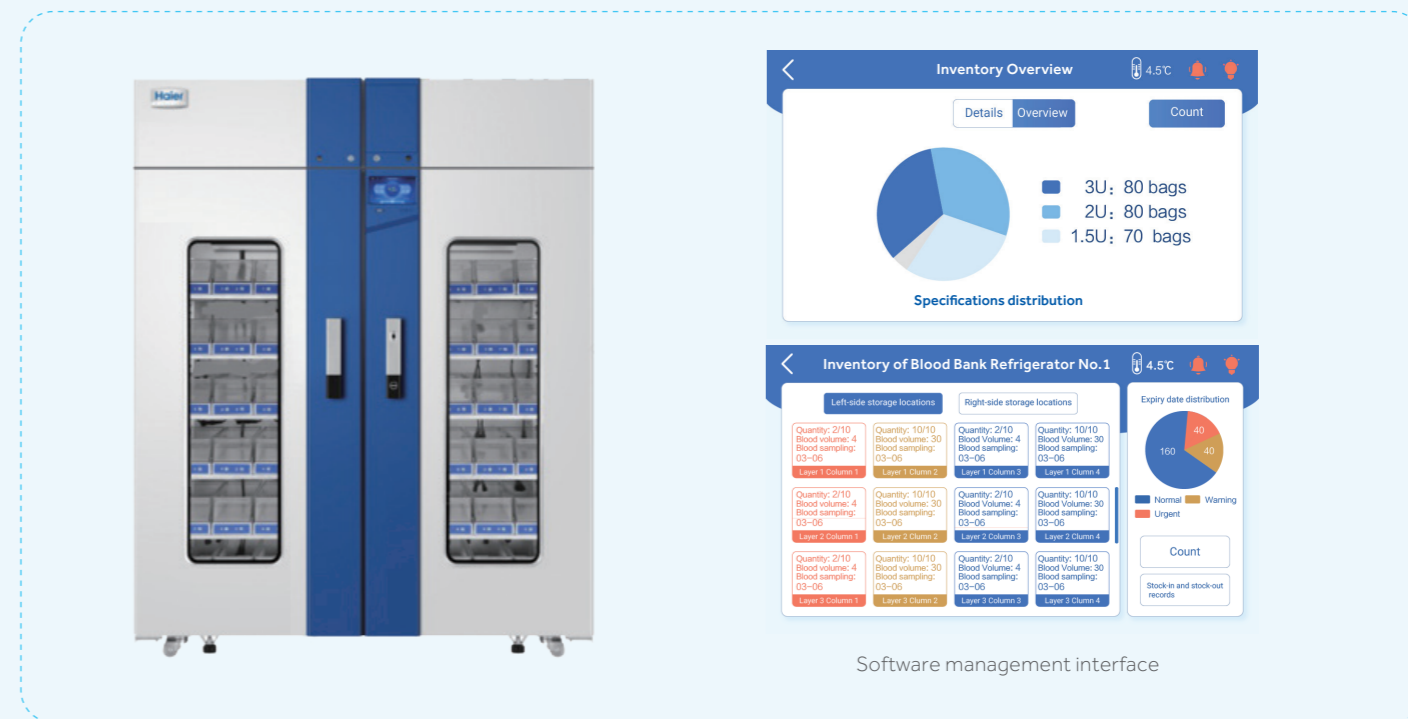 Haier
Inventory Overview
4.5℃
Details
Overview
Count
3U：80 bags
2U：80 bags
1.5U：70 bags
Specifications distribution
Inventory of Blood Bank Refrigerator No.1
4.5℃
Left-side storage locations
Right-side storage locations
Quantity: 2/10
Blood volume: 4
Blood sampling:
03-06
Layer 1 Column 1
Quantity: 10/10
Blood volume: 30
Blood sampling:
03-06
Layer 1 Clumn 2
Quantity: 2/10
Blood Volume: 4
Blood sampling:
03-06
Layer 1 Column 3
Quantity: 10/10
Blood Volume: 30
Blood sampling:
03-06
Layer 1 Clumn 4
Quantity: 2/10
Blood volume: 4
Blood sampling:
03-06
Layer 2 Column 1
Quantity: 10/10
Blood volume: 30
Blood sampling:
03-06
Layer 2 Clumn 2
Quantity: 2/10
Blood Volume: 4
Blood sampling:
03-06
Layer 2 Column 3
Quantity: 10/10
Blood Volume: 30
Blood sampling:
03-06
Layer 2 Clumn 4
Quantity: 2/10
Blood volume: 4
Blood sampling:
03-06
Layer 3 Column 1
Quantity: 10/10
Blood volume: 30
Blood sampling:
03-06
Layer 3 Clumn 2
Quantity: 2/10
Blood Volume: 4
Blood sampling:
03-06
Layer 3 Column 3
Quantity: 10/10
Blood Volume: 30
Blood sampling:
03-06
Layer 3 Clumn 4
Expiry date distribution
40
160
40
Normal
Warning
Urgent
Count
Stock-in and stock-out
records
Software management interface